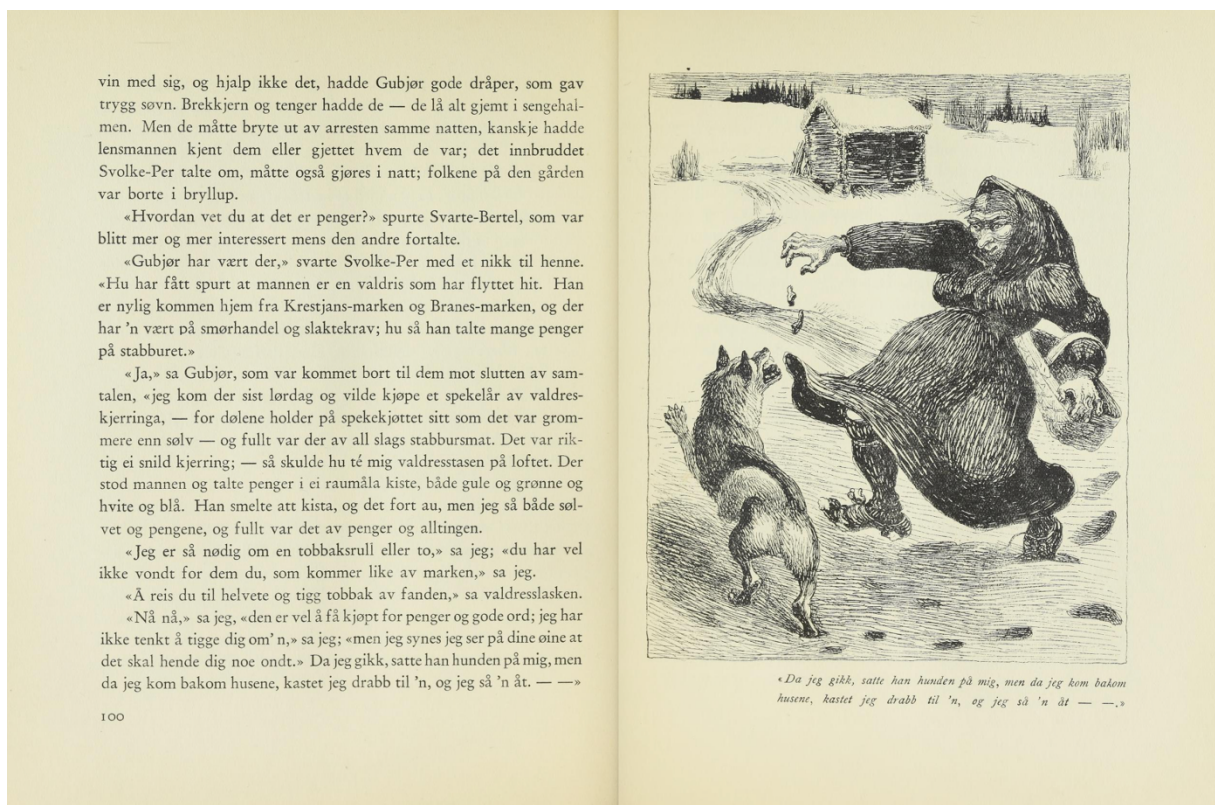 vin med sig, og hjalp ikke det, hadde Gubjør gode dråper, som gav
trygg søvn. Brekkjern og tenger hadde de — de lå alt gjemt i sengehal-
men. Men de måtte bryte ut av arresten samme natten, kanskje hadde
lensmannen kjent dem eller gjettet hvem de var; det innbruddet
Svolke-Per talte om, måtte også gjøres i natt; folkene på den gården
var borte i bryllup.
«Hvordan vet du at det er penger?» spurte Svarte-Bertel, som var
blitt mer og mer interessert mens den andre fortalte.
«Gubjør har vært der,» svarte Svolke-Per med et nikk til henne.
«Hu har fått spurt at mannen er en valdris som har flyttet hit. Han
er nylig kommen hjem fra Krestjans-marken og Branes-marken, og der
har 'n vært på smørhandel og slaktekrav; hu så han talte mange penger
på stabburet.»
«Ja,» sa Gubjør, som var kommet bort til dem mot slutten av sam-
talen, «jeg kom der sist lørdag og vilde kjøpe et spekelår av valdres-
kjerringa, — for dølene holder på spekekjøttet sitt som det var grom-
mere enn sølv — og fullt var der av all slags stabbursmat. Det var rik-
tig ei snild kjerring; — så skulde hu té mig valdresstasen på loftet. Der
stod mannen og talte penger i ei raumåla kiste, både gule og grønne og
hvite og blå. Han smelte att kista, og det fort au, men jeg så både søl-
vet og pengene, og fullt var det av penger og alltingen.
«Jeg er så nødig om en tobbaksrull eller to,» sa jeg; «du har vel
ikke vondt for dem du, som kommer like av marken,» sa jeg.
«Å reis du til helvete og tigg tobbak av fanden,» sa valdresslasken.
«Nå nå,» sa jeg, «den er vel å få kjøpt for penger og gode ord; jeg har
ikke tenkt å tigge dig om' n,» sa jeg; «men jeg synes jeg ser på dine øine at
det skal hende dig noe ondt.» Da jeg gikk, satte han hunden på mig, men
da jeg kom bakom husene, kastet jeg drabb til 'n, og jeg så 'n åt. — —»
100
«Da jeg gikk, satte han hunden på mig, men da jeg kom bakom
husene, kastet jeg drabb til 'n, og jeg så 'n åt — —.»